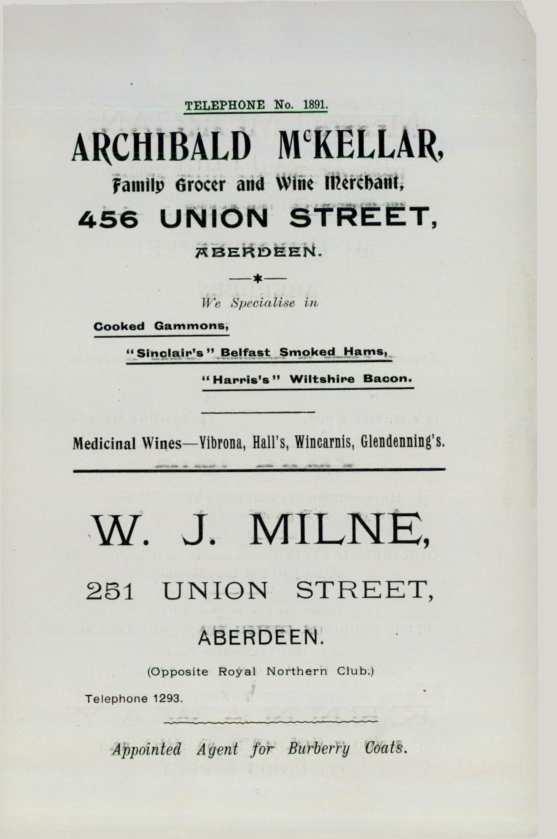 TELEPHONE No. 1891.
ARCHIBALD McKELLAR,
Family Grocer and Wine Merchant,
456 UNION STREET,
ABERDEEN.
We Specialise in
Cooked Gammons,
"Sinclair's" Belfast Smoked Hams,
"Harris's" Wiltshire Bacon.
Medicinal Wines—Vibrona, Hall's, Wincarnis, Glendenning's.
W. J. MILNE,
251 UNION STREET,
ABERDEEN.
(Opposite Royal Northern Club.)
Telephone 1293.
Appointed Agent for Burberry Coats.